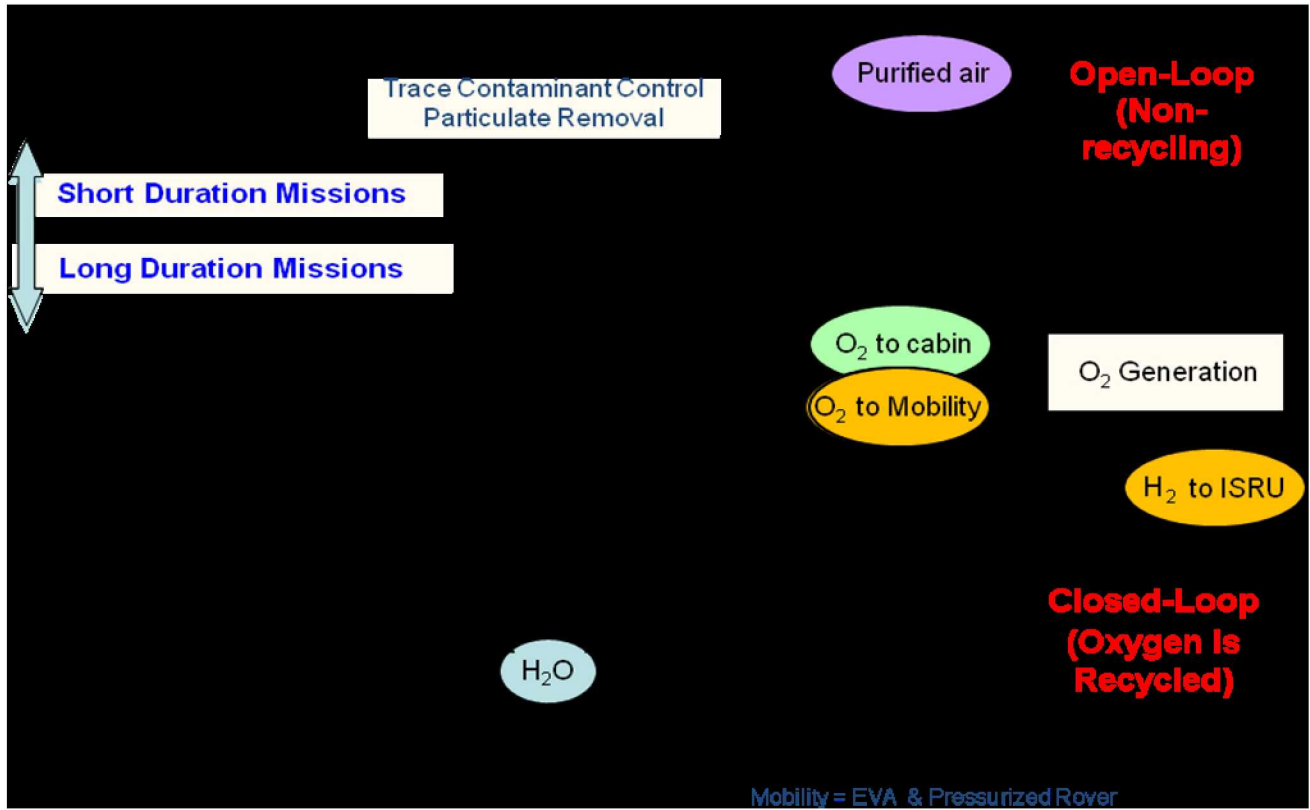 Purified air
Trace Contaminant Control
Particulate Removal
Open-Loop
(Non-
recycling)
Short Duration Missions
Long Duration Missions
O₂ to cabin
O₂ to Mobility
O₂ Generation
H₂ to ISRU
Closed-Loop
(Oxygen is
Recycled)
H₂O
Mobility = EVA & Pressurized Rover